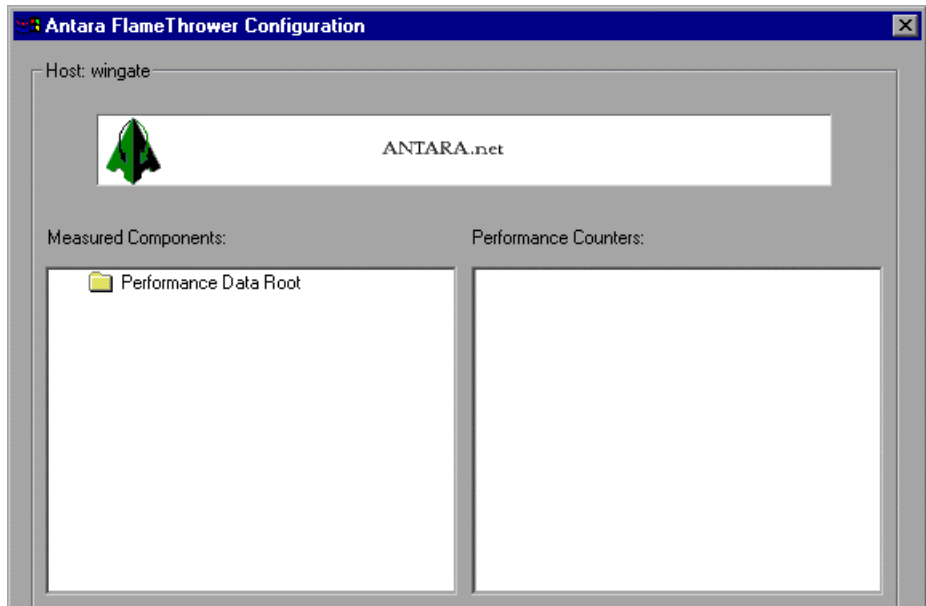 Antara FlameThrower Configuration
Host: wingate
ANTARA.net
Measured Components:
Performance Counters:
Performance Data Root